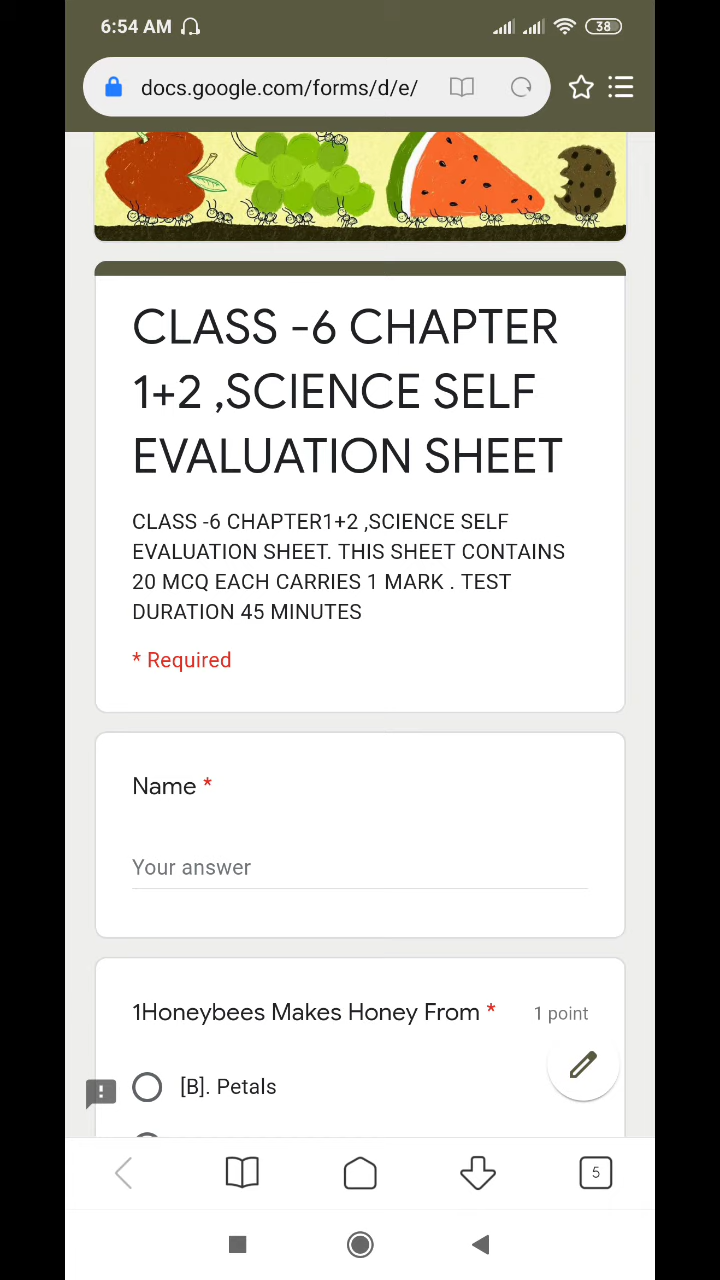 6:54 AM
38
docs.google.com/forms/d/e/
CLASS -6 CHAPTER
1+2 ,SCIENCE SELF
EVALUATION SHEET
CLASS -6 CHAPTER1+2 ,SCIENCE SELF
EVALUATION SHEET. THIS SHEET CONTAINS
20 MCQ EACH CARRIES 1 MARK . TEST
DURATION 45 MINUTES
* Required
Name *
Your answer
1Honeybees Makes Honey From *
1 point
[B]. Petals
5